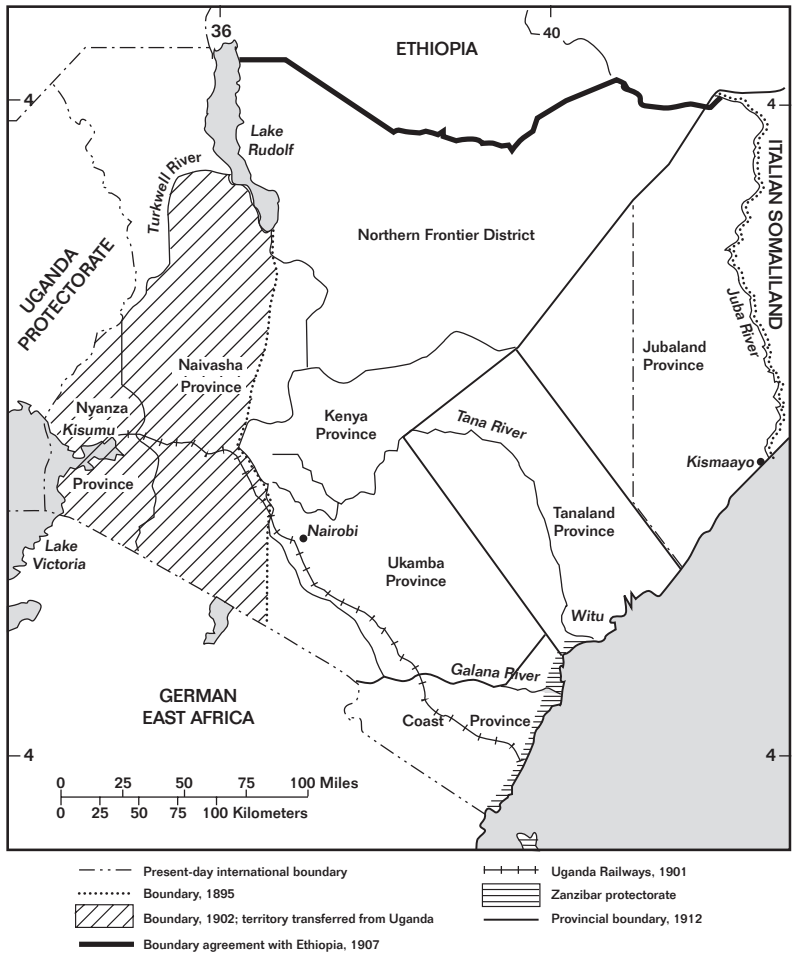 36
40
ETHIOPIA
4
4
Lake
Rudolf
Turkwell River
ITALIAN SOMALILAND
Northern Frontier District
UGANDA
PROTECTORATE
Juba River
Jubaland
Province
Naivasha
Province
Nyanza
Kisumu
Kenya
Province
Tana River
Kismaayo
Province
Tanaland
Province
Nairobi
Lake
Victoria
Ukamba
Province
Witu
Galana River
GERMAN
EAST AFRICA
Coast Province
4
4
0 25 50 75 100 Miles
0 25 50 75 100 Kilometers
Present-day international boundary
Boundary, 1895
Boundary, 1902; territory transferred from Uganda
Boundary agreement with Ethiopia, 1907
Uganda Railways, 1901
Zanzibar protectorate
Provincial boundary, 1912